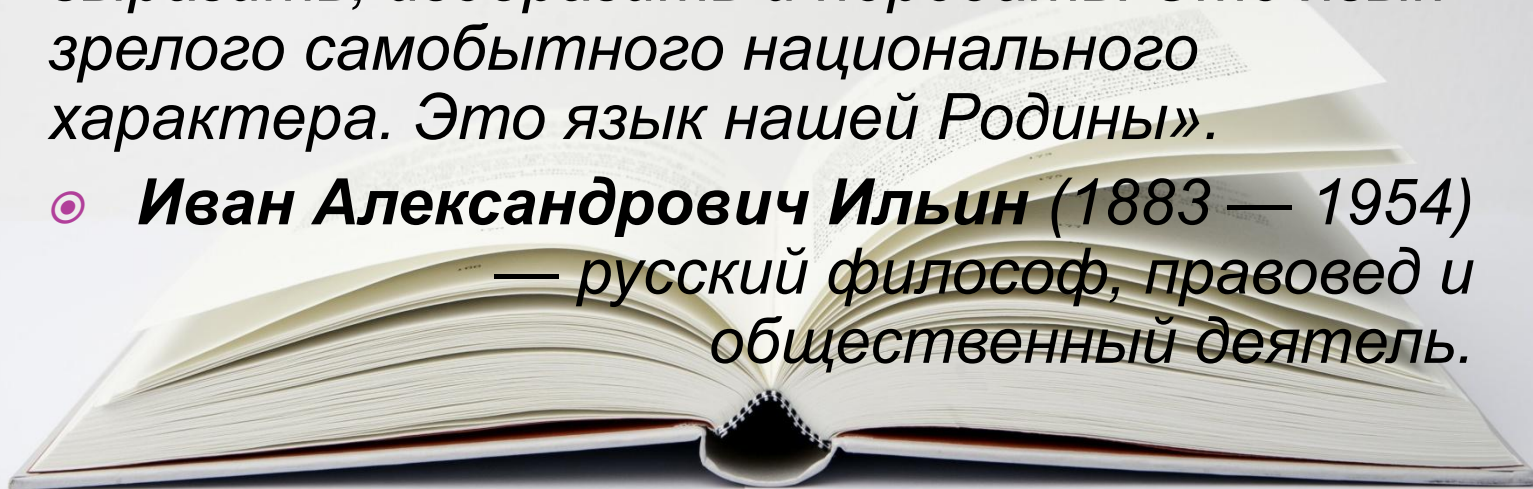 зрелого самобытного национального
характера. Это язык нашей Родины».
Иван Александрович Ильин (1883 — 1954)
— русский философ, правовед и
общественный деятель.